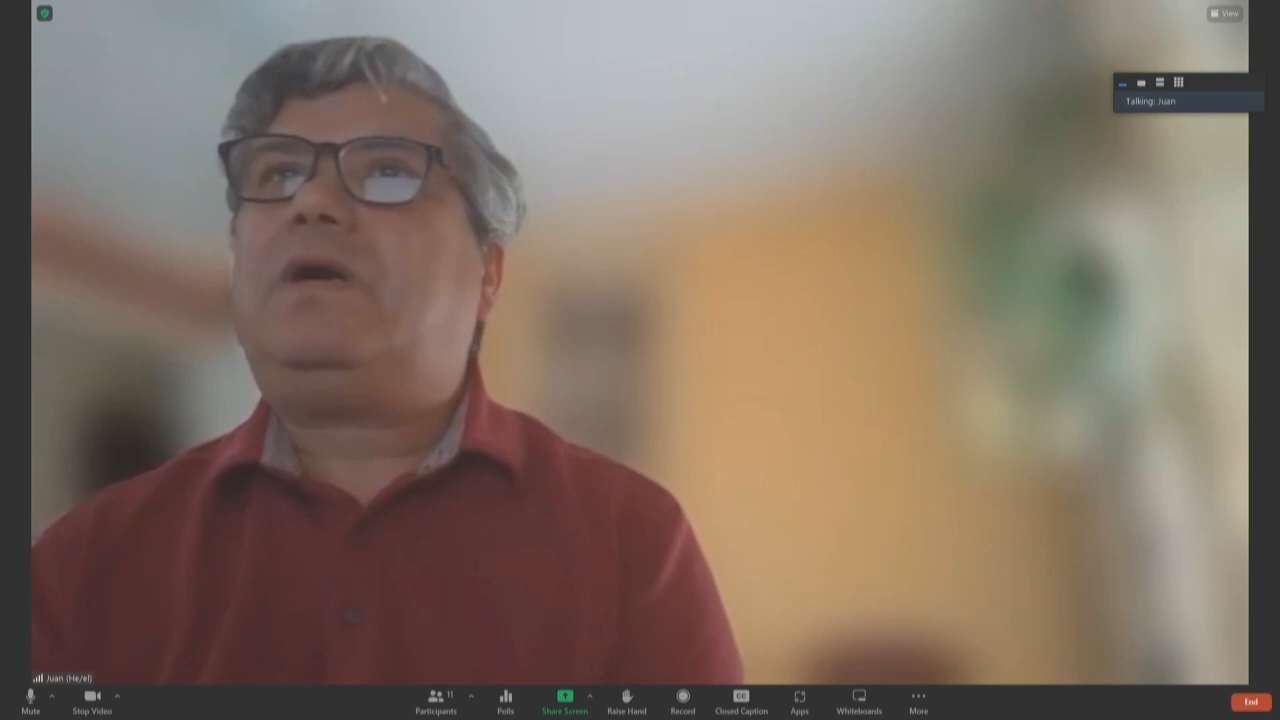 View
Talking: Juan
Juan (He/el)
Mute
Stop Video
Participants
11
Polls
Share Screen
Raise Hand
Record
CC
Closed Caption
Apps
Whiteboards
More
End